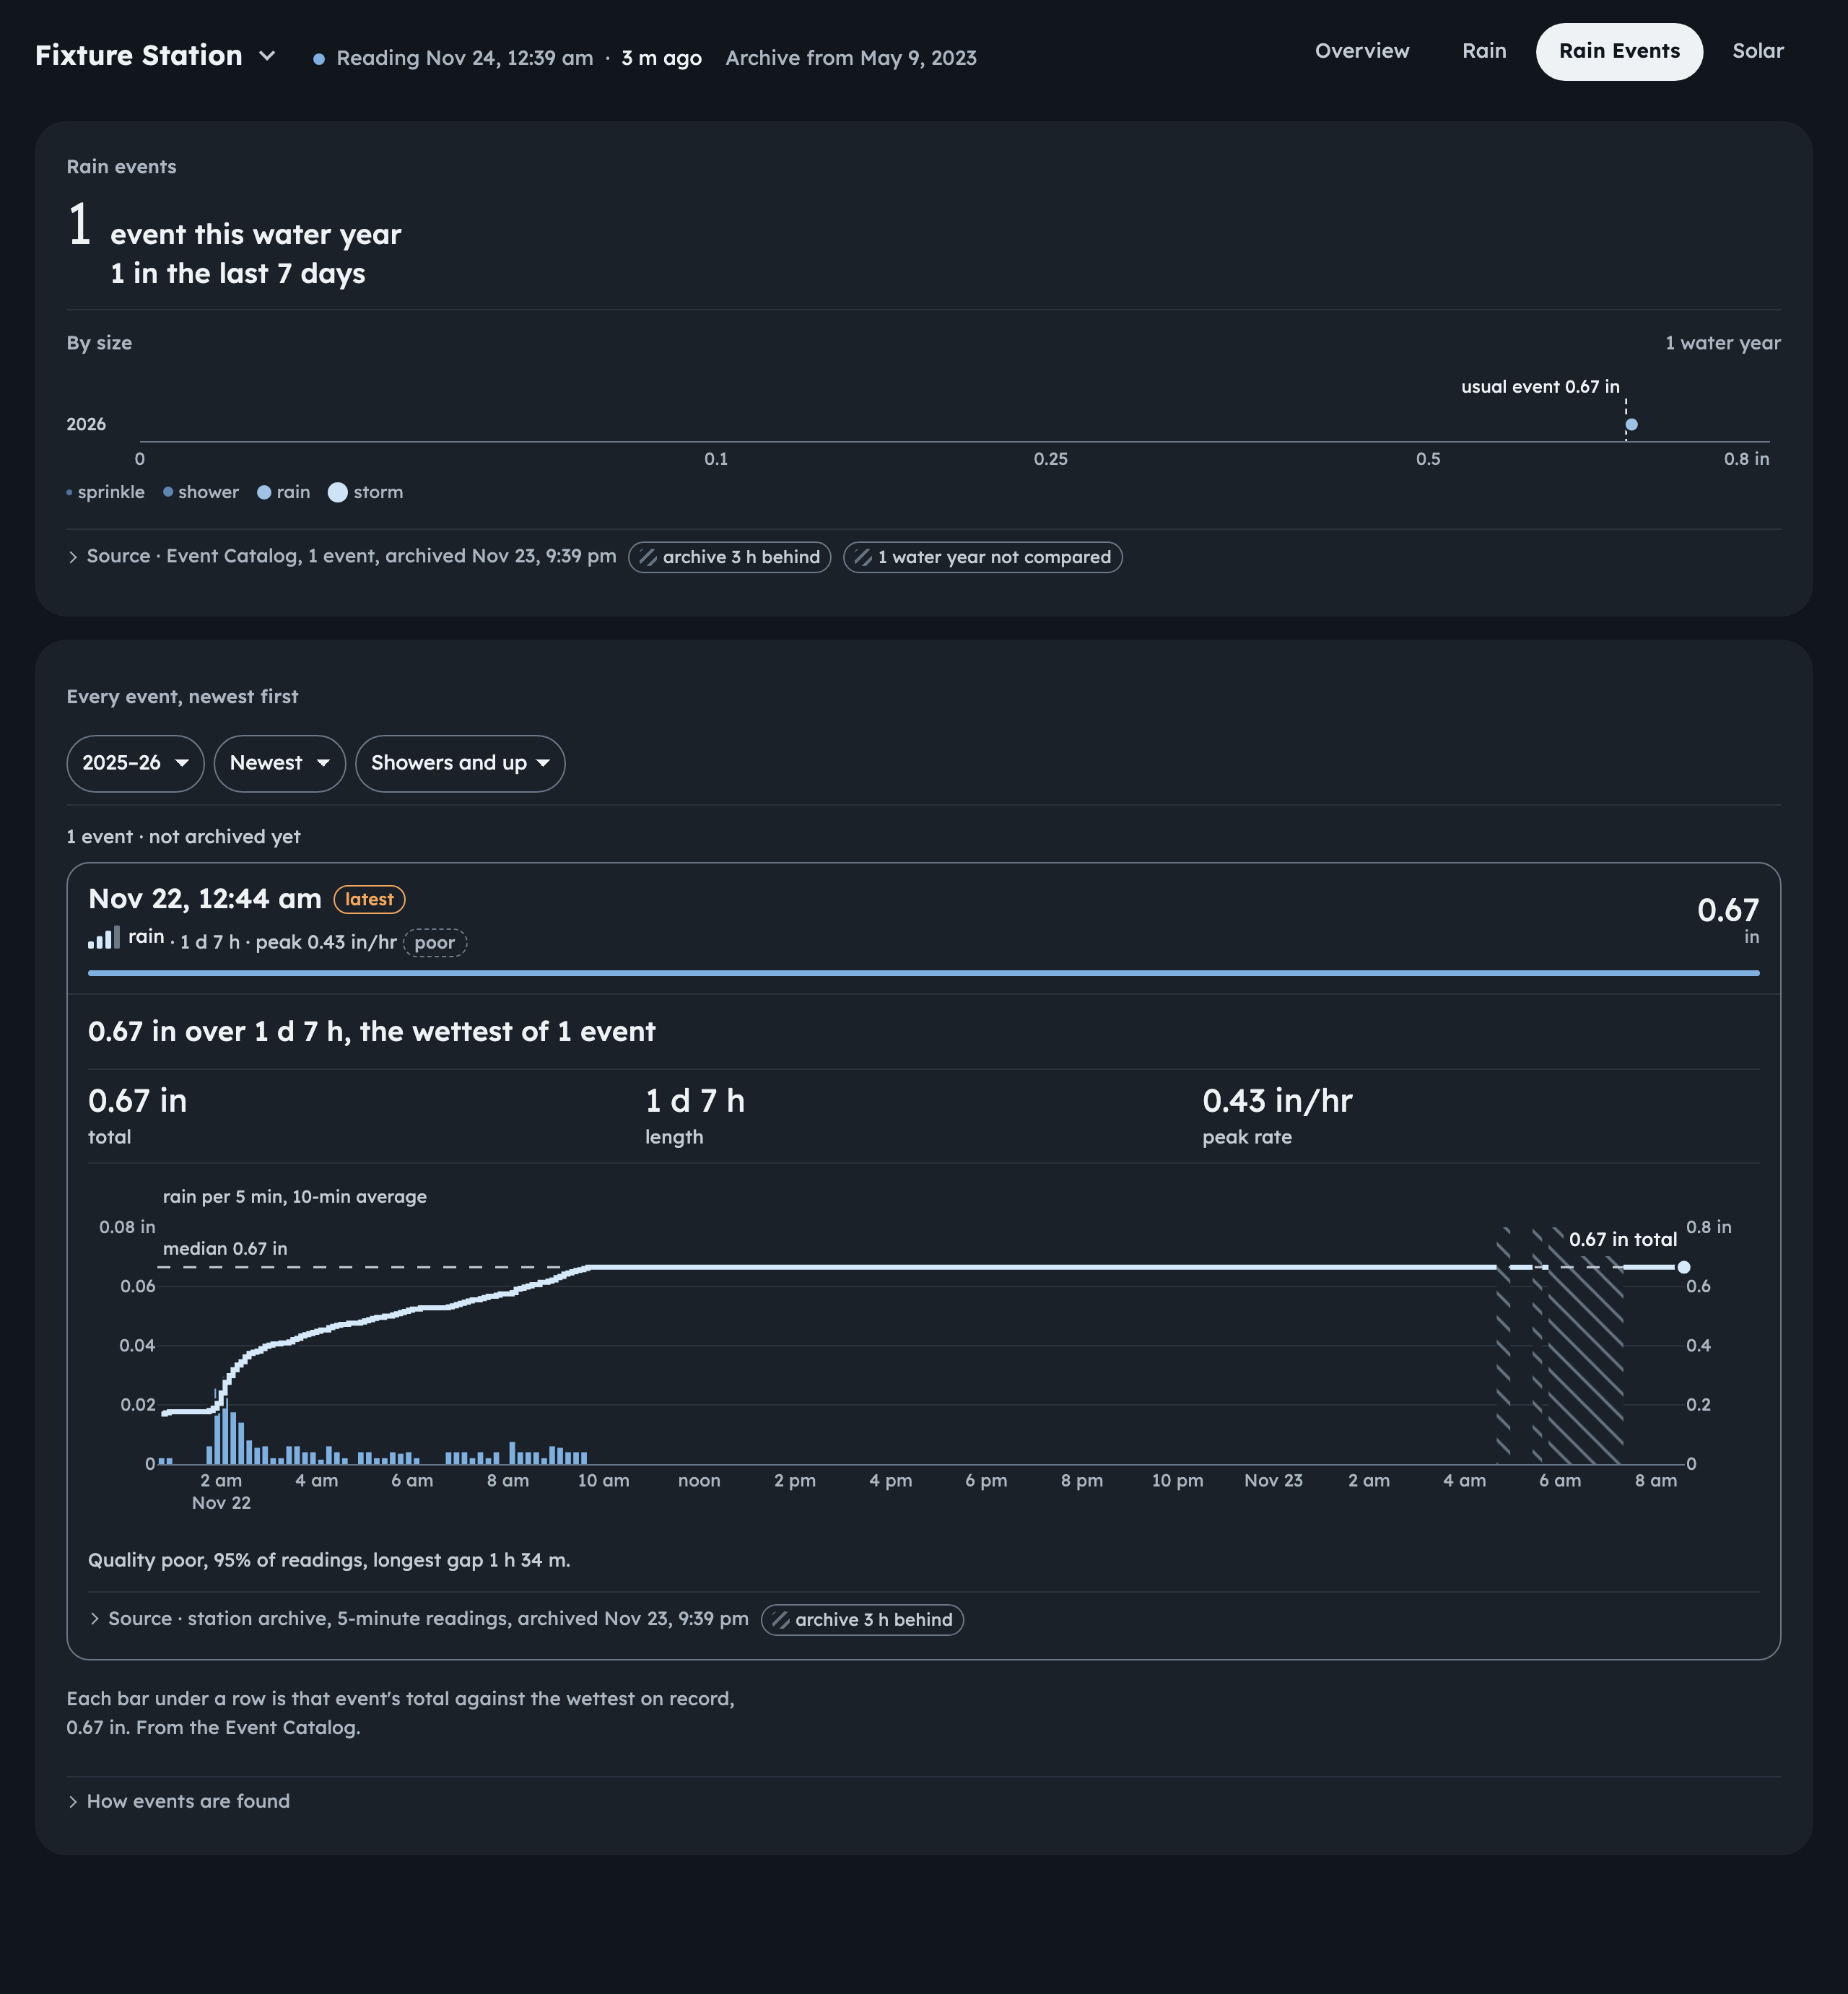 Fixture Station
Reading Nov 24, 12:39 am · 3 m ago Archive from May 9, 2023
Overview Rain Rain Events Solar
Rain events
1 event this water year
1 in the last 7 days
By size 1 water year
usual event 0.67 in
2026
0 0.1 0.25 0.5 0.8 in
sprinkle shower rain storm
Source · Event Catalog, 1 event, archived Nov 23, 9:39 pm archive 3 h behind 1 water year not compared
Every event, newest first
2025–26 Newest Showers and up
1 event · not archived yet
Nov 22, 12:44 am latest
0.67
in
rain · 1 d 7 h · peak 0.43 in/hr poor
0.67 in over 1 d 7 h, the wettest of 1 event
0.67 in 1 d 7 h 0.43 in/hr
total length peak rate
rain per 5 min, 10-min average
0.08 in 0.8 in
0.67 in total
median 0.67 in
0.06 0.6
0.04 0.4
0.02 0.2
0 0
2 am 4 am 6 am 8 am 10 am noon 2 pm 4 pm 6 pm 8 pm 10 pm Nov 23 2 am 4 am 6 am 8 am
Nov 22
Quality poor, 95% of readings, longest gap 1 h 34 m.
Source · station archive, 5-minute readings, archived Nov 23, 9:39 pm archive 3 h behind
Each bar under a row is that event's total against the wettest on record,
0.67 in. From the Event Catalog.
How events are found